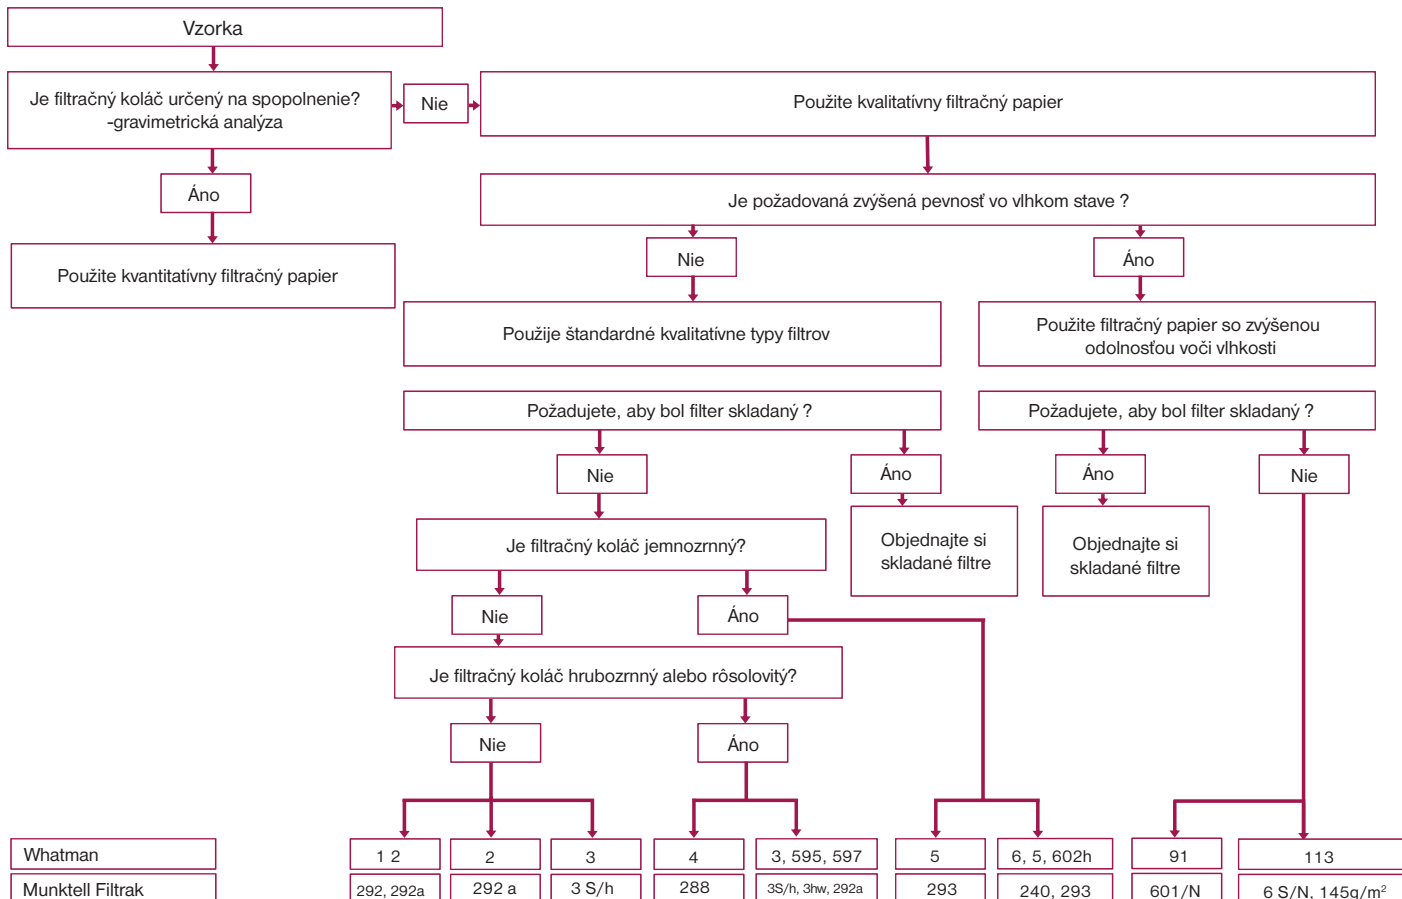 Vzorka
Je filtračný koláč určený na spopolnenie?
-gravimetrická analýza
Nie
Použite kvalitatívny filtračný papier
Áno
Je požadovaná zvýšená pevnosť vo vlhkom stave ?
Použite kvantitatívny filtračný papier
Nie
Áno
Použije štandardné kvalitatívne typy filtrov
Použite filtračný papier so zvýšenou
odolnosťou voči vlhkosti
Požadujete, aby bol filter skladaný ?
Požadujete, aby bol filter skladaný ?
Nie
Áno
Áno
Nie
Je filtračný koláč jemnozrnný?
Objednajte si
skladané filtre
Objednajte si
skladané filtre
Nie
Áno
Je filtračný koláč hrubozrnný alebo rôsolovitý?
Nie
Áno
Whatman
1 2
2
3
4
3, 595, 597
5
6, 5, 602h
91
113
Munktell Filtrak
292, 292a
292 a
3 S/h
288
3S/h, 3hw, 292a
293
240, 293
601/N
6 S/N, 145g/m²